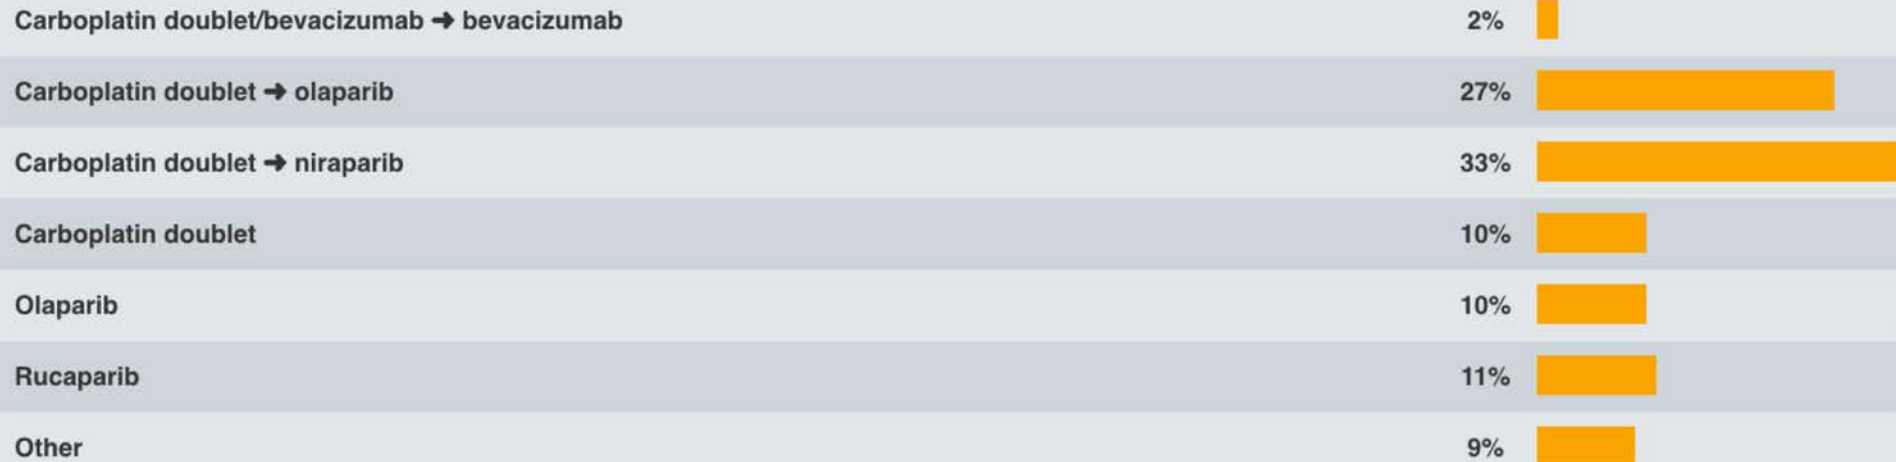 Carboplatin doublet/bevacizumab ➔ bevacizumab 2%
Carboplatin doublet ➔ olaparib 27%
Carboplatin doublet ➔ niraparib 33%
Carboplatin doublet 10%
Olaparib 10%
Rucaparib 11%
Other 9%